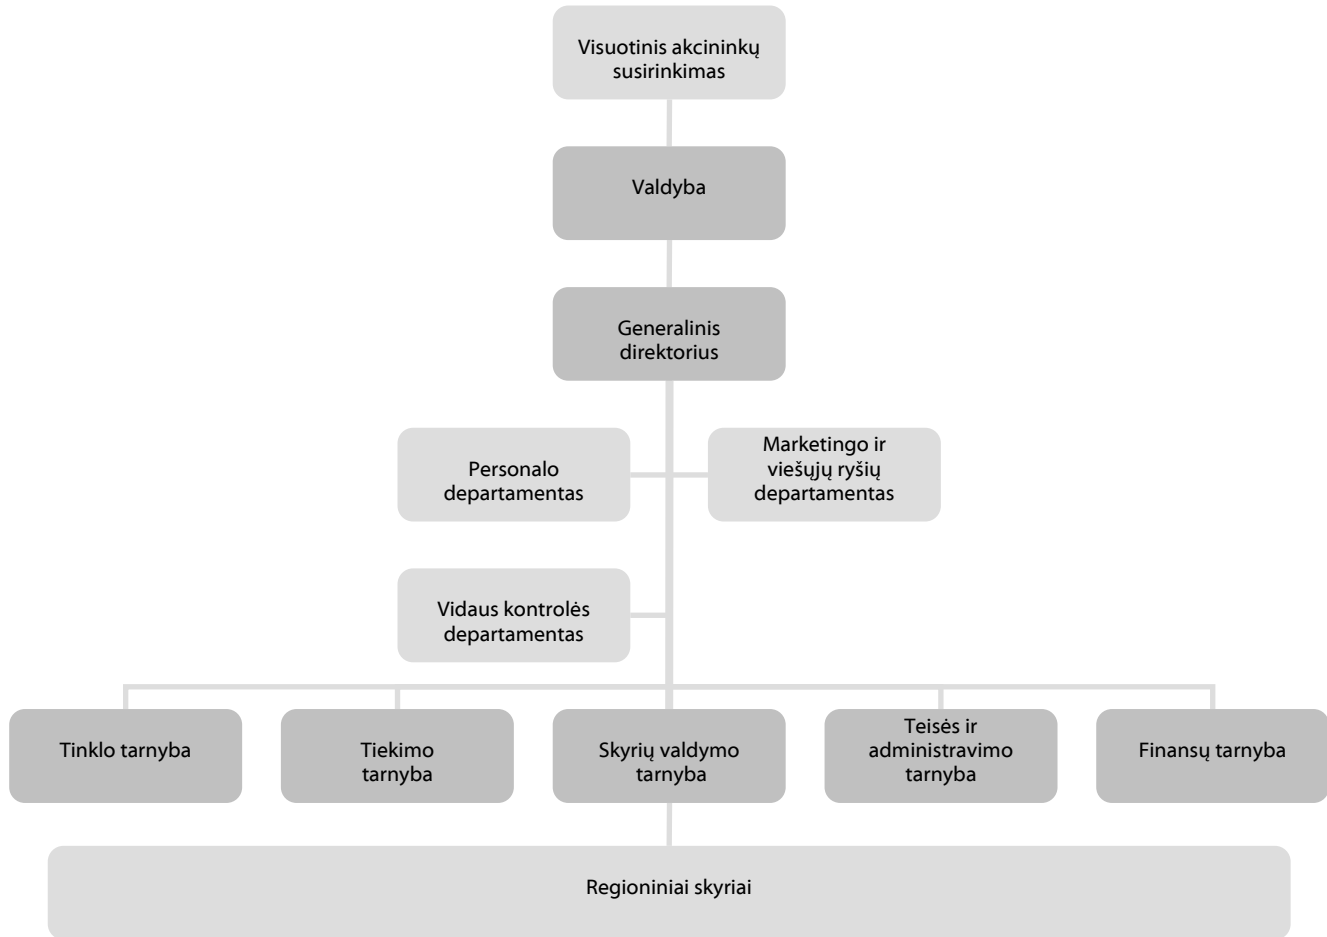 Visuotinis akcininkų
susirinkimas
Valdyba
Generalinis
direktorius
Personalo
departamentas
Marketingo ir
viešųjų ryšių
departamentas
Vidaus kontrolės
departamentas
Tinklo tarnyba
Tiekimo
tarnyba
Skyrių valdymo
tarnyba
Teisės ir
administravimo
tarnyba
Finansų tarnyba
Regioniniai skyriai